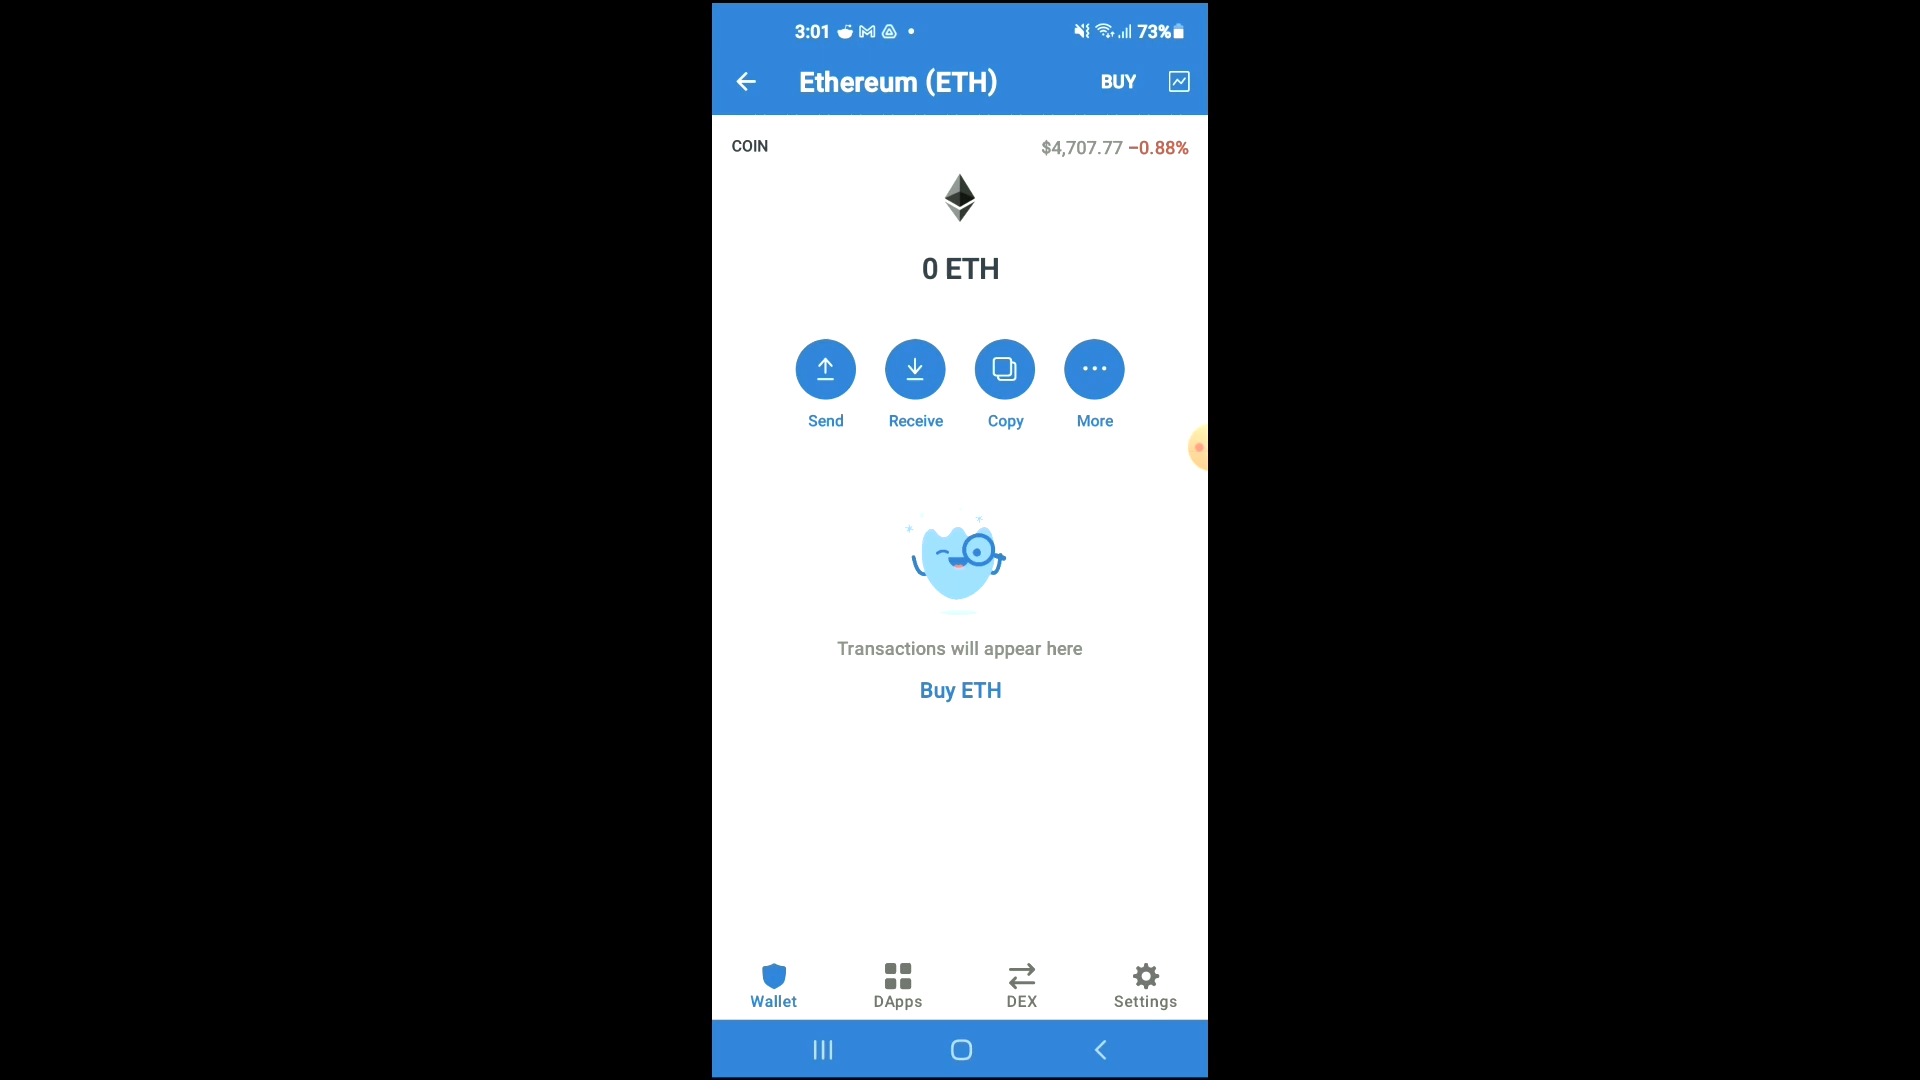 3:01 73%
Ethereum (ETH) BUY
COIN $4,707.77 −0.88%
0 ETH
Send Receive Copy More
Transactions will appear here
Buy ETH
Wallet DApps DEX Settings